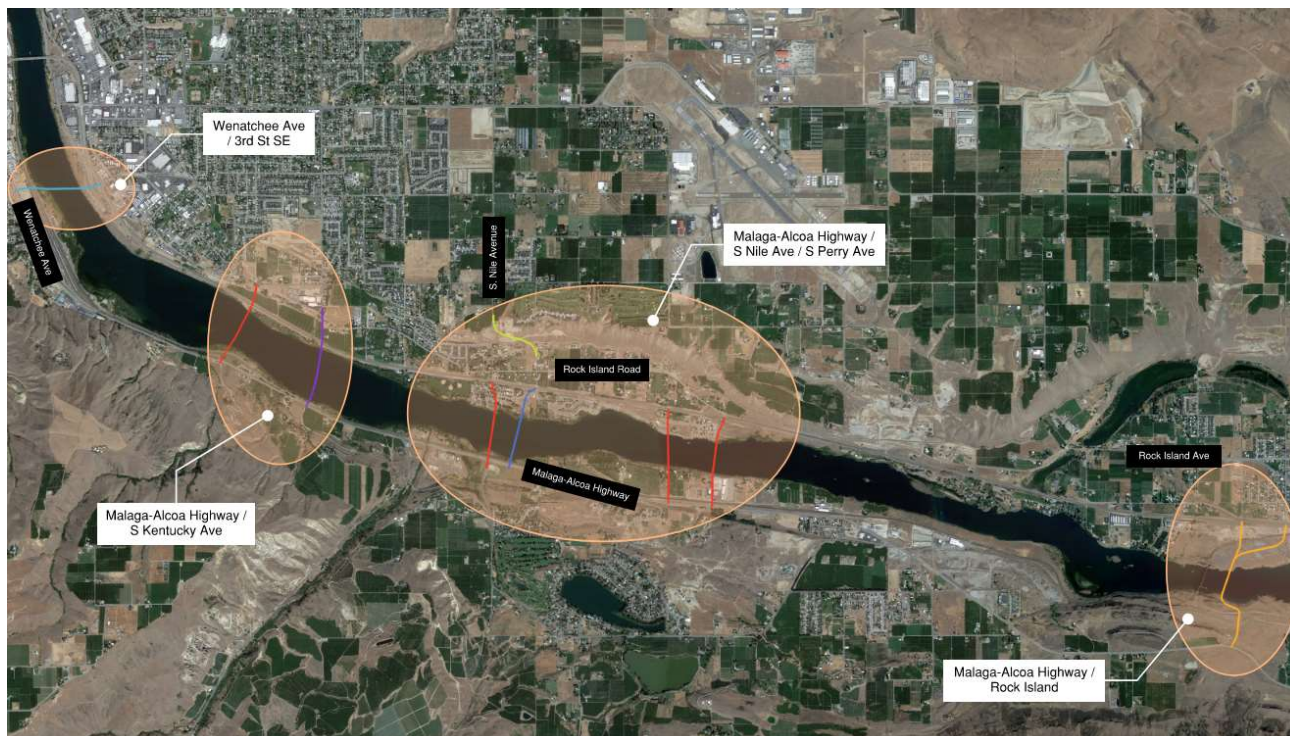 Wenatchee Ave
/ 3rd St SE
Wenatchee Ave
S. Nile Avenue
Malaga-Alcoa Highway /
S Nile Ave / S Perry Ave
Rock Island Road
Malaga-Alcoa Highway
Rock Island Ave
Malaga-Alcoa Highway /
S Kentucky Ave
Malaga-Alcoa Highway /
Rock Island